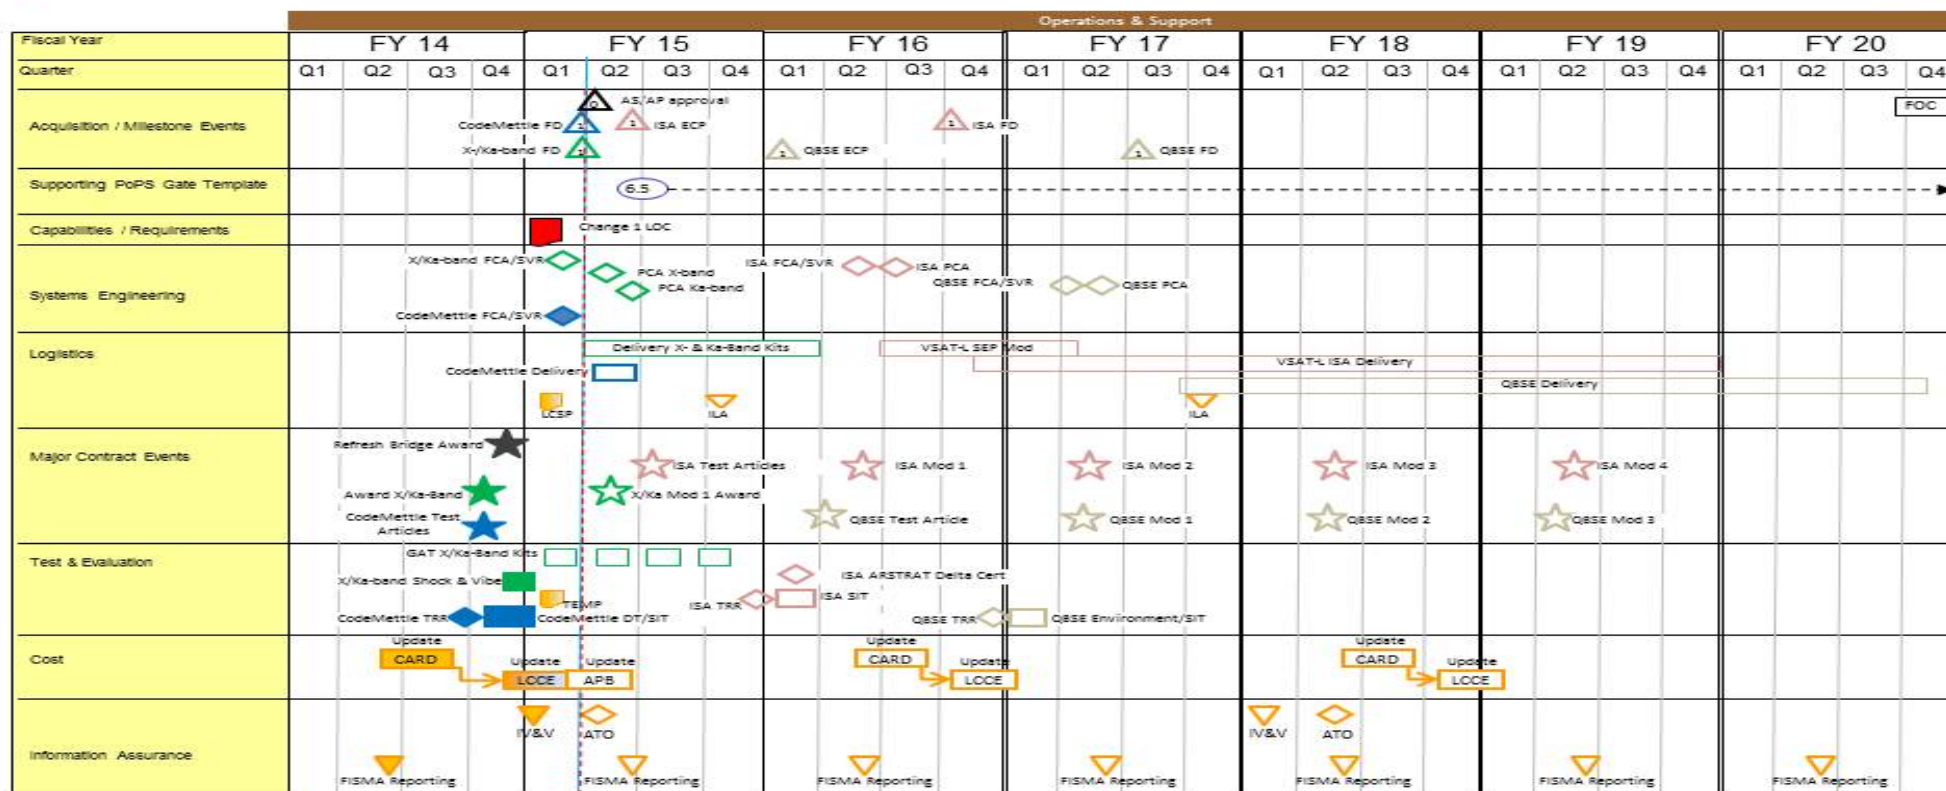 Operations & Support
Fiscal Year FY 14 FY 15 FY 16 FY 17 FY 18 FY 19 FY 20
Quarter Q1 Q2 Q3 Q4 Q1 Q2 Q3 Q4 Q1 Q2 Q3 Q4 Q1 Q2 Q3 Q4 Q1 Q2 Q3 Q4 Q1 Q2 Q3 Q4 Q1 Q2 Q3 Q4
Acquisition / Milestone Events
0 AS/AP approval
FOC
CodeMettle FD 1
1 ISA ECP
1 ISA FD
X-/Ka-band FD 1
1 QBSE ECP
1 QBSE FD
Supporting PoPS Gate Template
6.5
Capabilities / Requirements
Change 1 LOC
Systems Engineering
X/Ka-band FCA/SVR
PCA X-band
PCA Ka-band
ISA FCA/SVR
ISA PCA
QBSE FCA/SVR
QBSE PCA
CodeMettle FCA/SVR
Logistics
Delivery X- & Ka-Band Kits
VSAT-L SEP Mod
VSAT-L ISA Delivery
CodeMettle Delivery
QBSE Delivery
LCSP
ILA
ILA
Major Contract Events
Refresh Bridge Award
ISA Test Articles
ISA Mod 1
ISA Mod 2
ISA Mod 3
ISA Mod 4
Award X/Ka-Band
X/Ka Mod 1 Award
CodeMettle Test
Articles
QBSE Test Article
QBSE Mod 1
QBSE Mod 2
QBSE Mod 3
Test & Evaluation
GAT X/Ka-Band Kits
X/Ka-band Shock & Vibe
ISA ARSTRAT Delta Cert
TEMP
ISA TRR
ISA SIT
CodeMettle TRR
CodeMettle DT/SIT
QBSE TRR
QBSE Environment/SIT
Cost
Update
CARD
Update
LCCE
Update
APB
Update
CARD
Update
LCCE
Update
CARD
Update
LCCE
Information Assurance
IV&V
ATO
IV&V
ATO
FISMA Reporting
FISMA Reporting
FISMA Reporting
FISMA Reporting
FISMA Reporting
FISMA Reporting
FISMA Reporting